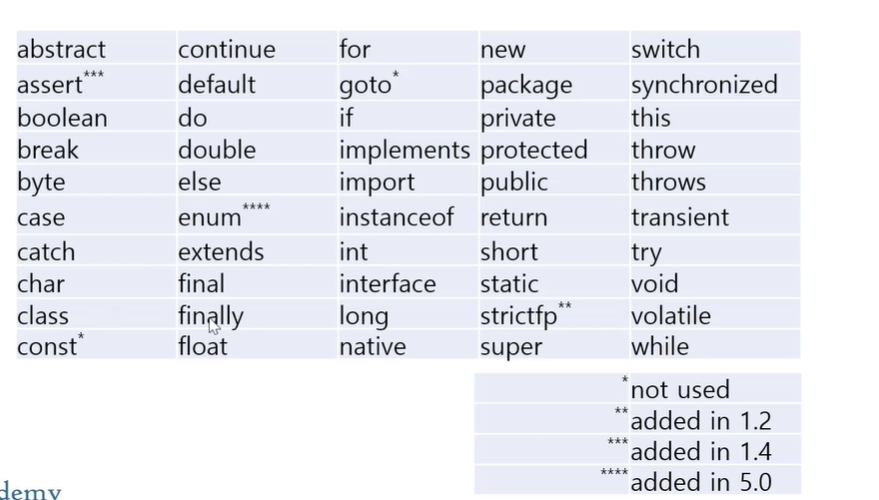 abstract continue for new switch
assert*** default goto* package synchronized
boolean do if private this
break double implements protected throw
byte else import public throws
case enum**** instanceof return transient
catch extends int short try
char final interface static void
class finally long strictfp** volatile
const* float native super while
* not used
** added in 1.2
*** added in 1.4
**** added in 5.0
demy